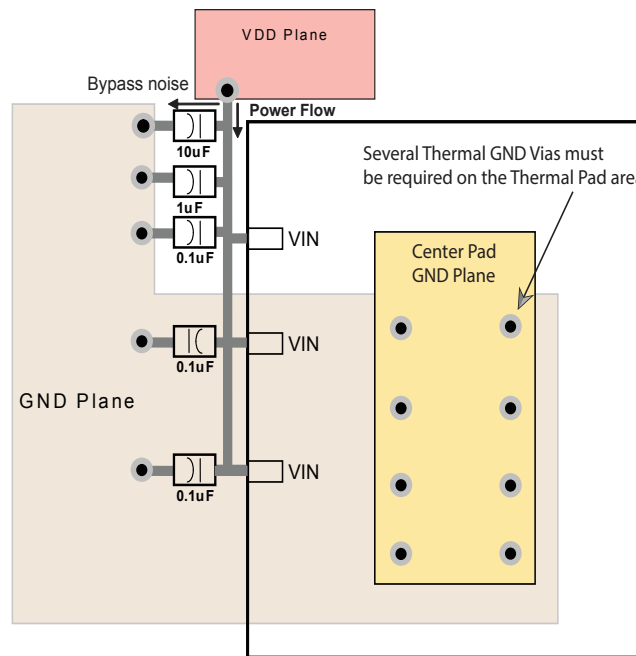 VDD Plane
Bypass noise
Power Flow
10uF
Several Thermal GND Vias must
be required on the Thermal Pad area
1uF
0.1uF
VIN
Center Pad
GND Plane
VIN
0.1uF
GND Plane
VIN
0.1uF